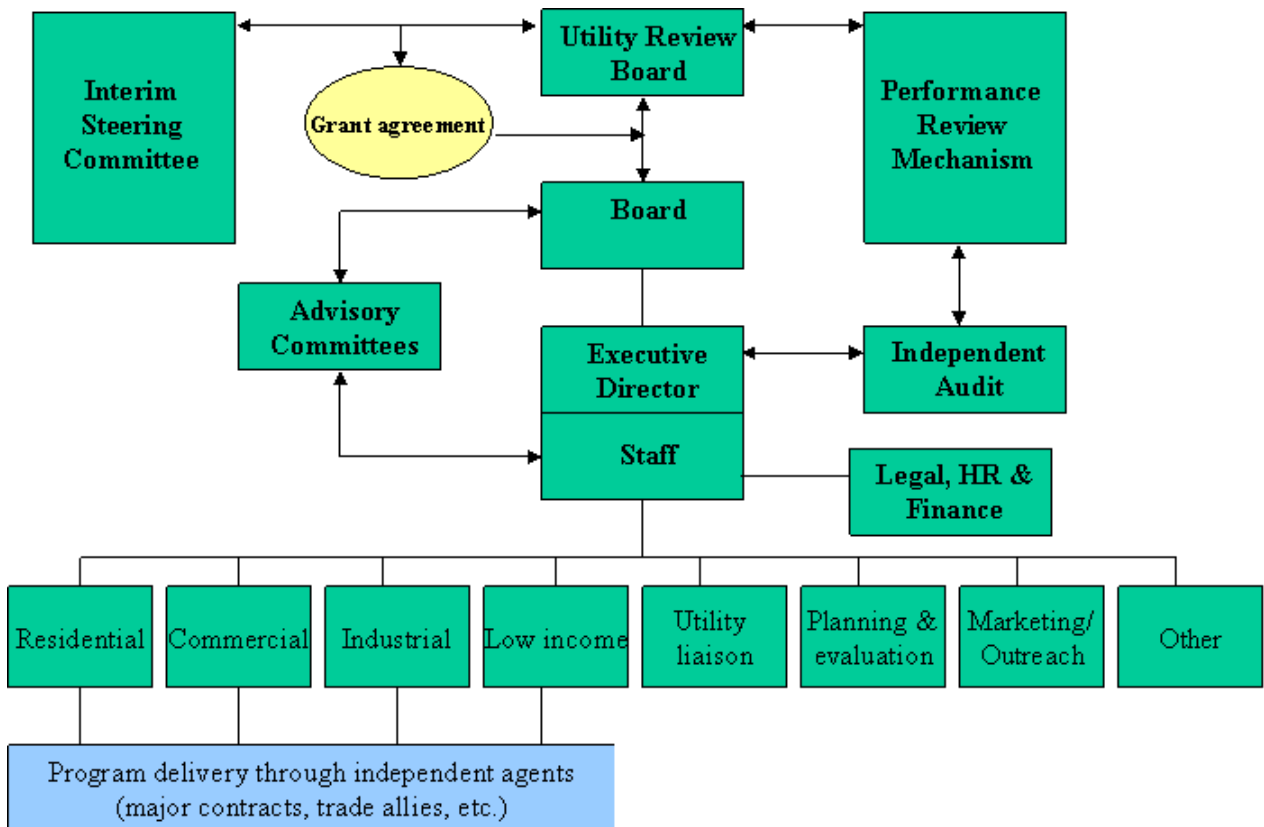 Interim
Steering
Committee
Utility Review
Board
Performance
Review
Mechanism
Grant agreement
Board
Advisory
Committees
Executive
Director
Independent
Audit
Staff
Legal, HR &
Finance
Residential
Commercial
Industrial
Low income
Utility
liaison
Planning &
evaluation
Marketing/
Outreach
Other
Program delivery through independent agents
(major contracts, trade allies, etc.)